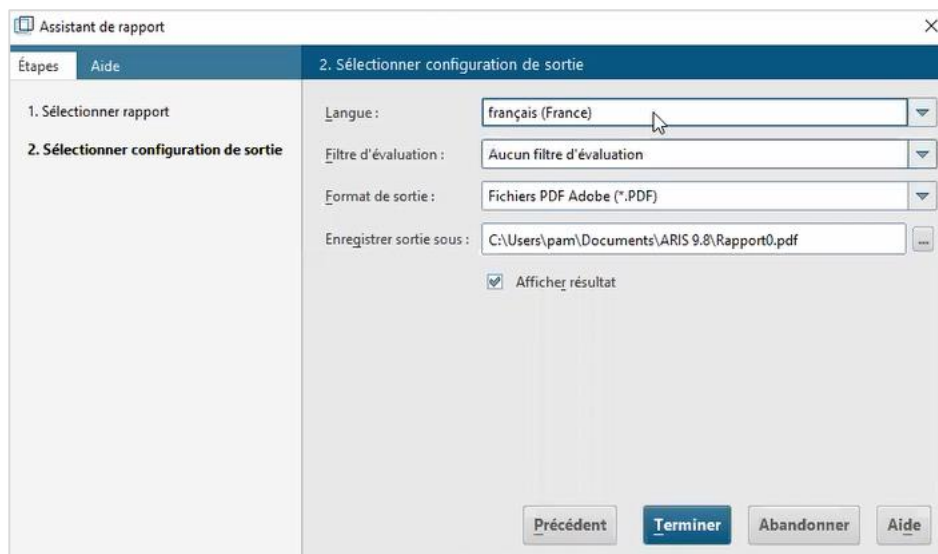 Assistant de rapport
Étapes
Aide
1. Sélectionner rapport
2. Sélectionner configuration de sortie
2. Sélectionner configuration de sortie
Langue : français (France)
Filtre d'évaluation : Aucun filtre d'évaluation
Format de sortie : Fichiers PDF Adobe (*.PDF)
Enregistrer sortie sous : C:\Users\pam\Documents\ARIS 9.8\Rapport0.pdf ...
Afficher résultat
Précédent Terminer Abandonner Aide